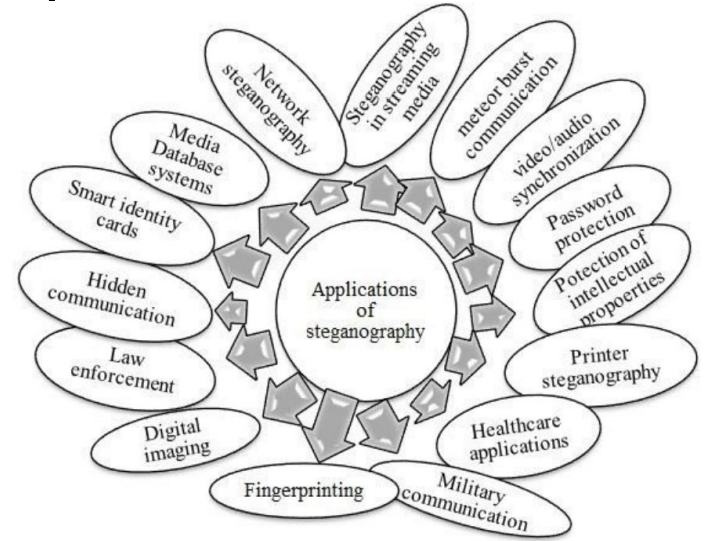 Steganography
in streaming
media
meteor burst
communication
video/audio
synchronization
Password
protection
Potection of
intellectual
propoerties
Printer
steganography
Healthcare
applications
Military
communication
Fingerprinting
Digital
imaging
Law
enforcement
Hidden
communication
Smart identity
cards
Media
Database
systems
Network
steganography
Applications
of
steganography